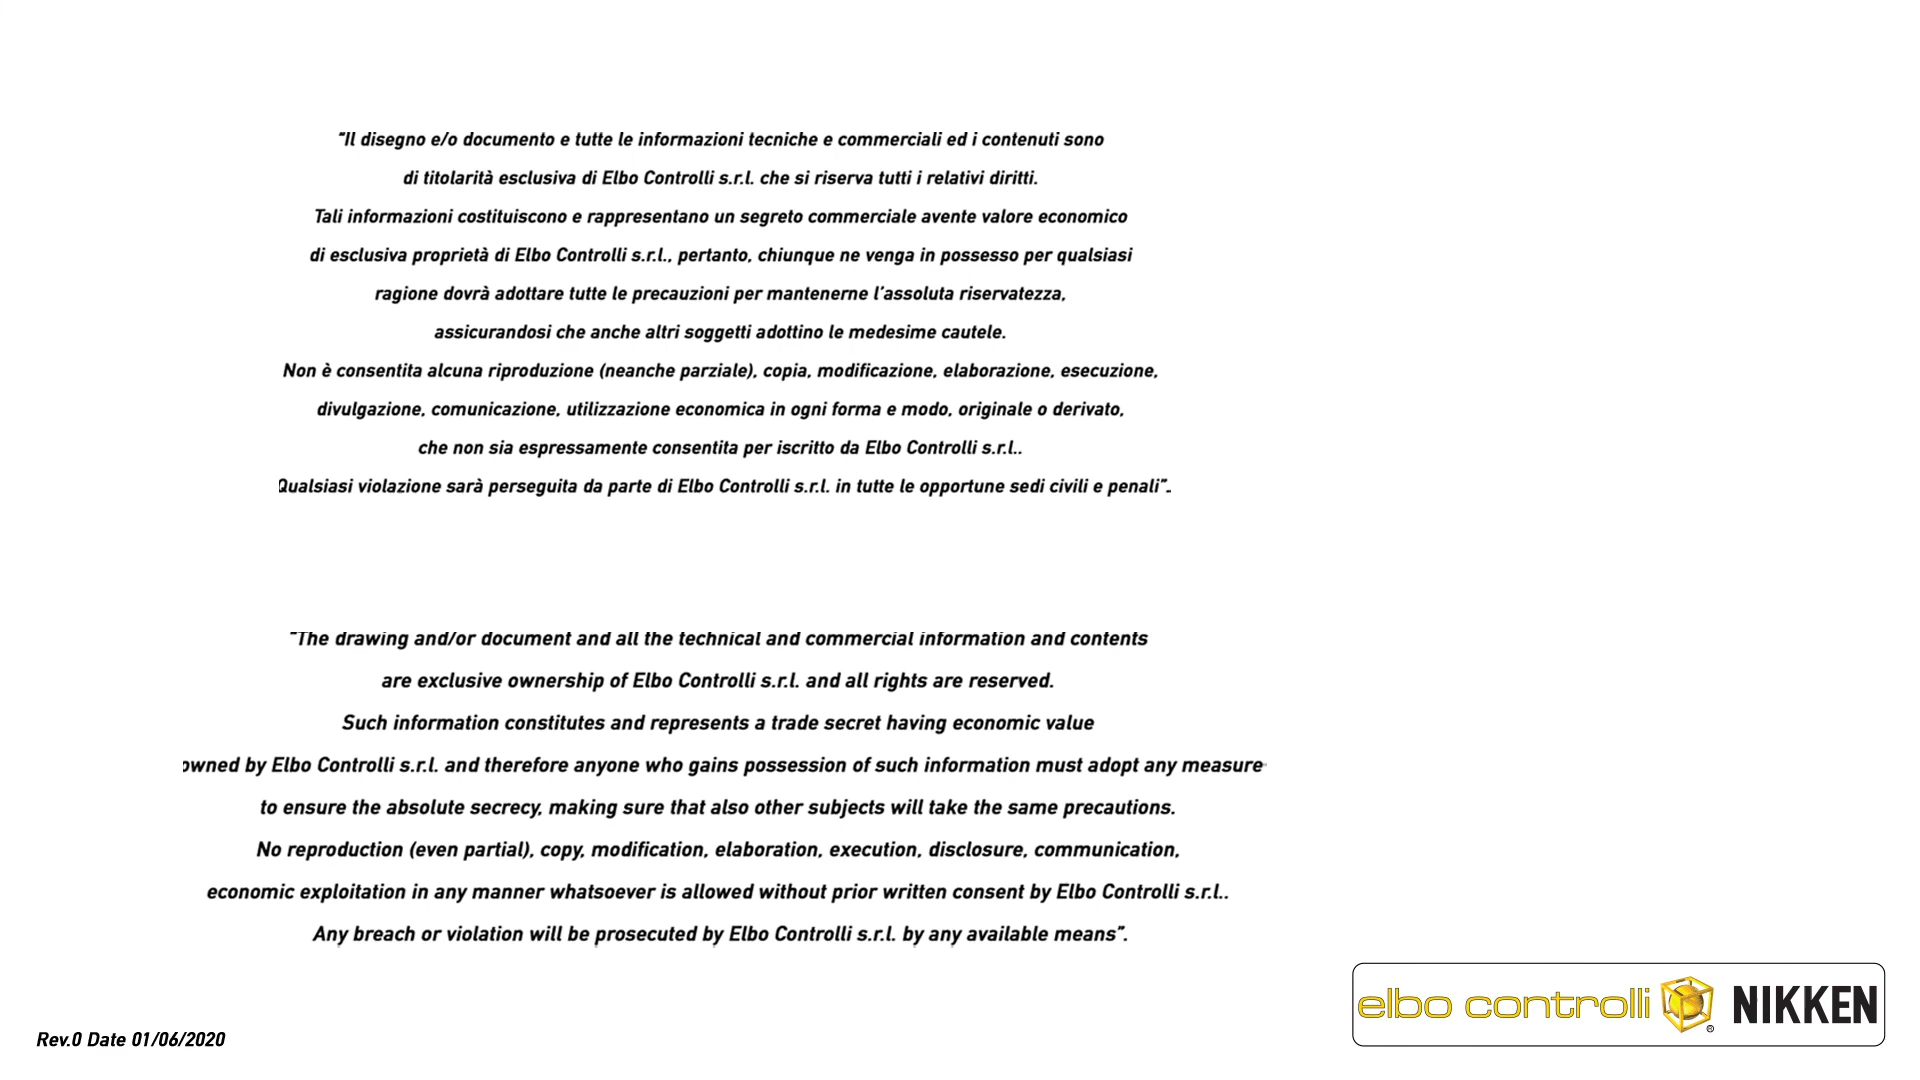 "Il disegno e/o documento e tutte le informazioni tecniche e commerciali ed i contenuti sono
di titolarità esclusiva di Elbo Controlli s.r.l. che si riserva tutti i relativi diritti.
Tali informazioni costituiscono e rappresentano un segreto commerciale avente valore economico
di esclusiva proprietà di Elbo Controlli s.r.l., pertanto, chiunque ne venga in possesso per qualsiasi
ragione dovrà adottare tutte le precauzioni per mantenerne l'assoluta riservatezza,
assicurandosi che anche altri soggetti adottino le medesime cautele.
Non è consentita alcuna riproduzione (neanche parziale), copia, modificazione, elaborazione, esecuzione,
divulgazione, comunicazione, utilizzazione economica in ogni forma e modo, originale o derivato,
che non sia espressamente consentita per iscritto da Elbo Controlli s.r.l..
Qualsiasi violazione sarà perseguita da parte di Elbo Controlli s.r.l. in tutte le opportune sedi civili e penali"..
"The drawing and/or document and all the technical and commercial information and contents
are exclusive ownership of Elbo Controlli s.r.l. and all rights are reserved.
Such information constitutes and represents a trade secret having economic value
owned by Elbo Controlli s.r.l. and therefore anyone who gains possession of such information must adopt any measure
to ensure the absolute secrecy, making sure that also other subjects will take the same precautions.
No reproduction (even partial), copy, modification, elaboration, execution, disclosure, communication,
economic exploitation in any manner whatsoever is allowed without prior written consent by Elbo Controlli s.r.l..
Any breach or violation will be prosecuted by Elbo Controlli s.r.l. by any available means".
elbo controlli ® NIKKEN
Rev.0 Date 01/06/2020